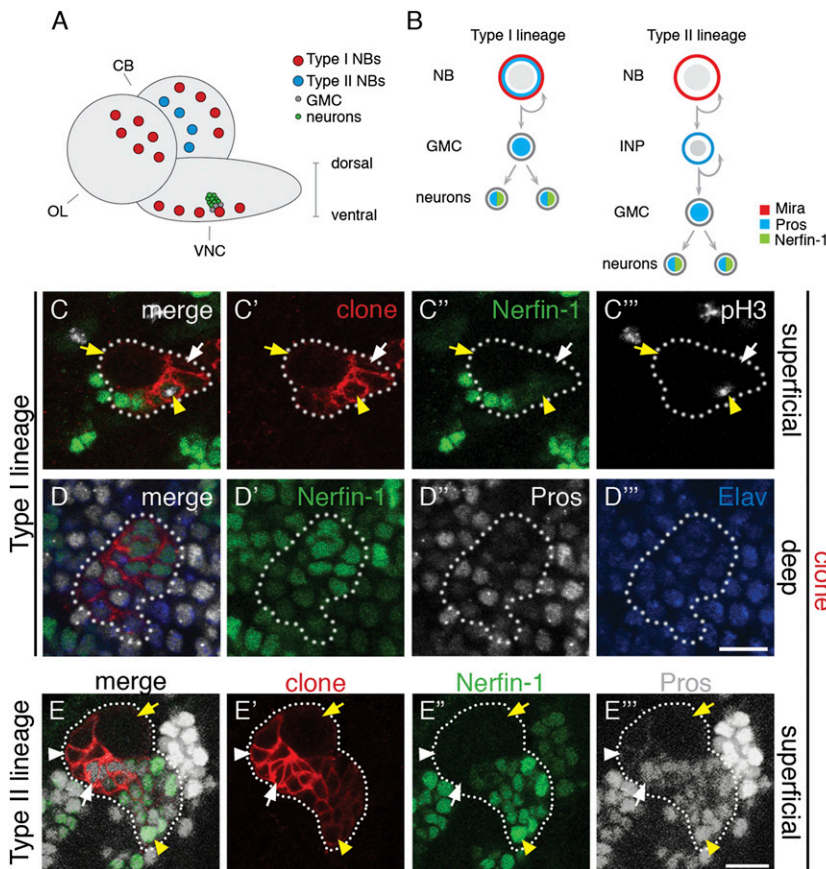 A
CB
Type I NBs
Type II NBs
GMC
neurons
dorsal
ventral
OL
VNC
B
Type I lineage
Type II lineage
NB
NB
GMC
INP
neurons
GMC
neurons
Mira
Pros
Nerfin-1
Type I lineage
C merge
C' clone
C'' Nerfin-1
C''' pH3
superficial
D merge
D' Nerfin-1
D'' Pros
D''' Elav
deep
clone
Type II lineage
merge
clone
Nerfin-1
Pros
E
E'
E''
E'''
superficial